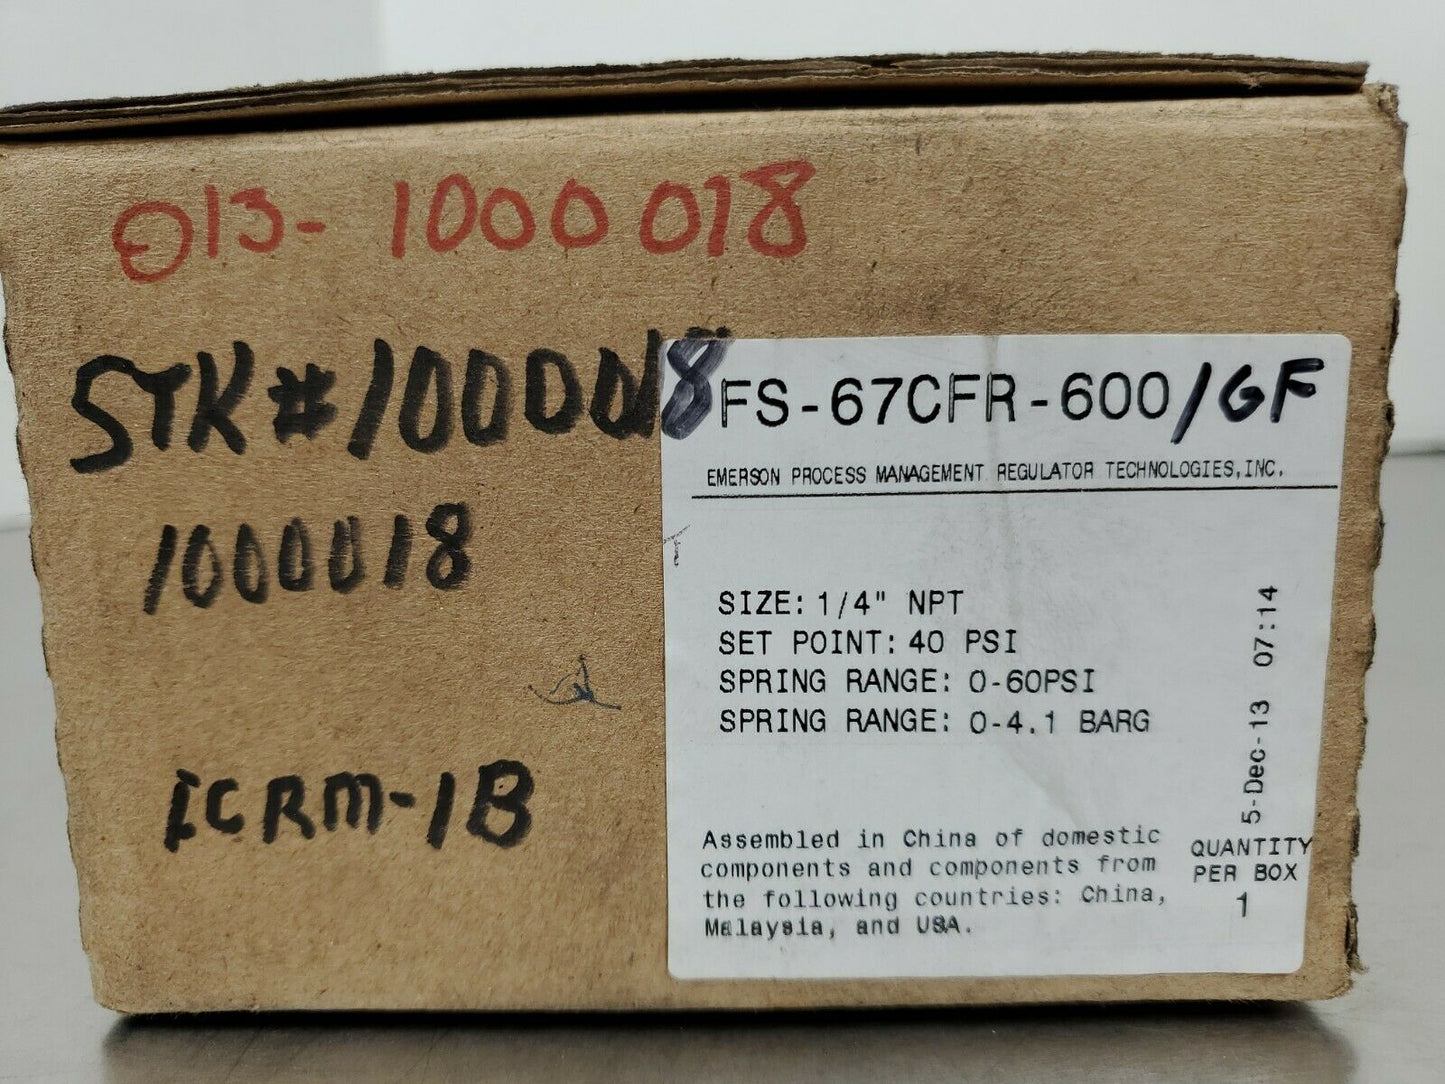 013-1000018
STK#1000018
1000018
ICRM-1B
FS-67CFR-600/GF
EMERSON PROCESS MANAGEMENT REGULATOR TECHNOLOGIES,INC.
SIZE: 1/4" NPT
SET POINT: 40 PSI
SPRING RANGE: 0-60PSI
SPRING RANGE: 0-4.1 BARG
5-Dec-13 07:14
Assembled in China of domestic
components and components from
the following countries: China,
Malaysia, and USA.
QUANTITY
PER BOX
1